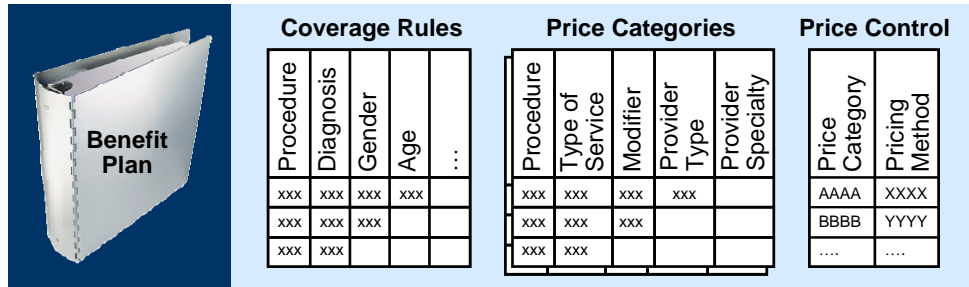 Benefit
Plan
Coverage Rules
Procedure
Diagnosis
Gender
Age
...
xxx xxx xxx xxx
xxx xxx xxx
xxx xxx
Price Categories
Procedure
Type of
Service
Modifier
Provider
Type
Provider
Specialty
xxx xxx xxx xxx
xxx xxx xxx
xxx xxx
Price Control
Price
Category
Pricing
Method
AAAA XXXX
BBBB YYYY
.... ....